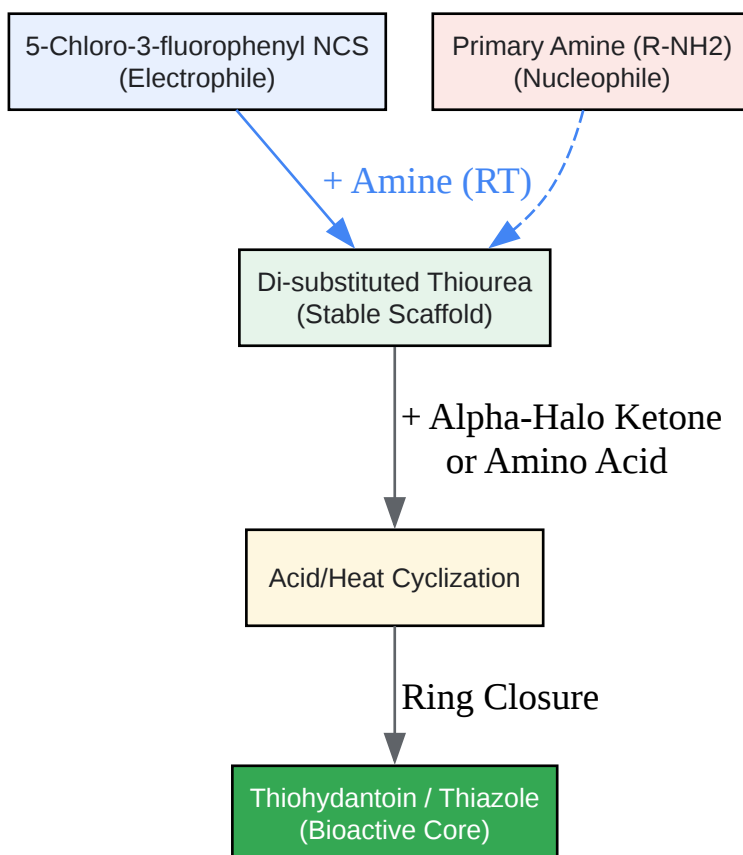 5-Chloro-3-fluorophenyl NCS
(Electrophile)
Primary Amine (R-NH2)
(Nucleophile)
+ Amine (RT)
Di-substituted Thiourea
(Stable Scaffold)
+ Alpha-Halo Ketone
or Amino Acid
Acid/Heat Cyclization
Ring Closure
Thiohydantoin / Thiazole
(Bioactive Core)